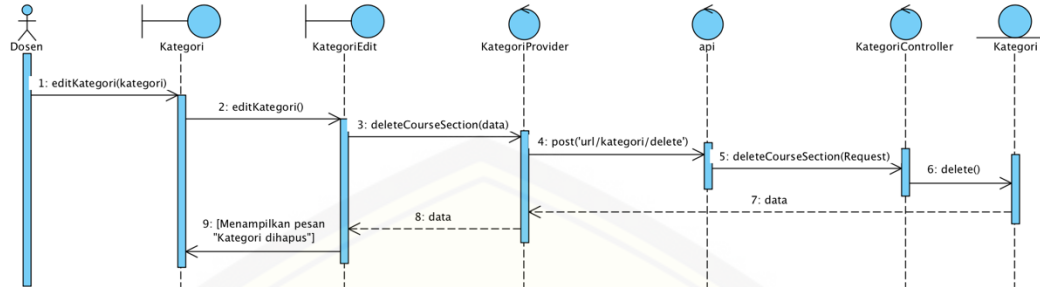 Dosen
Kategori
KategoriEdit
KategoriProvider
api
KategoriController
Kategori
1: editKategori(kategori)
2: editKategori()
3: deleteCourseSection(data)
4: post('url/kategori/delete')
5: deleteCourseSection(Request)
6: delete()
7: data
8: data
9: [Menampilkan pesan
"Kategori dihapus"]